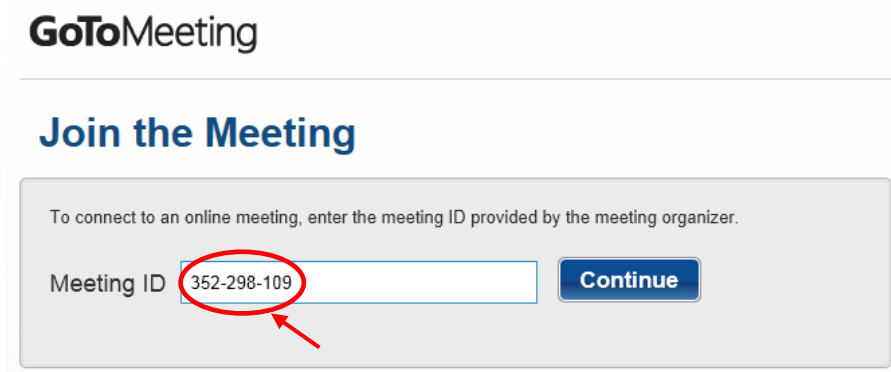 GoToMeeting
Join the Meeting
To connect to an online meeting, enter the meeting ID provided by the meeting organizer.
Meeting ID 352-298-109 Continue